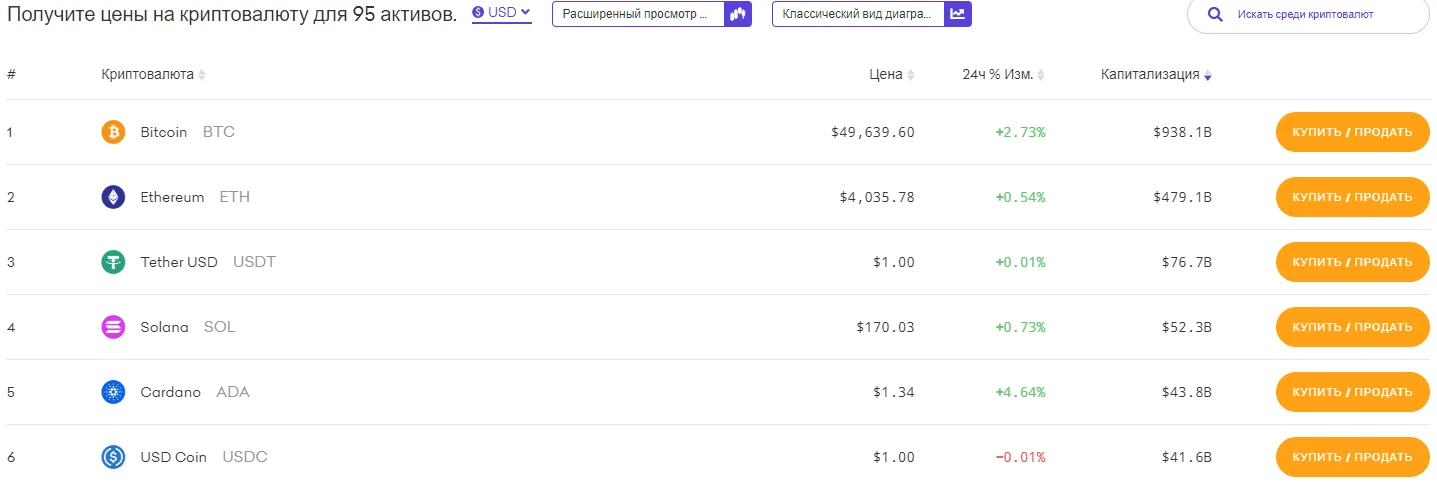 Получите цены на криптовалюту для 95 активов. USD Расширенный просмотр ... Классический вид диагра... Искать среди криптовалют
# Криптовалюта Цена 24ч % Изм. Капитализация
1 Bitcoin BTC $49,639.60 +2.73% $938.1B КУПИТЬ / ПРОДАТЬ
2 Ethereum ETH $4,035.78 +0.54% $479.1B КУПИТЬ / ПРОДАТЬ
3 Tether USD USDT $1.00 +0.01% $76.7B КУПИТЬ / ПРОДАТЬ
4 Solana SOL $170.03 +0.73% $52.3B КУПИТЬ / ПРОДАТЬ
5 Cardano ADA $1.34 +4.64% $43.8B КУПИТЬ / ПРОДАТЬ
6 USD Coin USDC $1.00 −0.01% $41.6B КУПИТЬ / ПРОДАТЬ